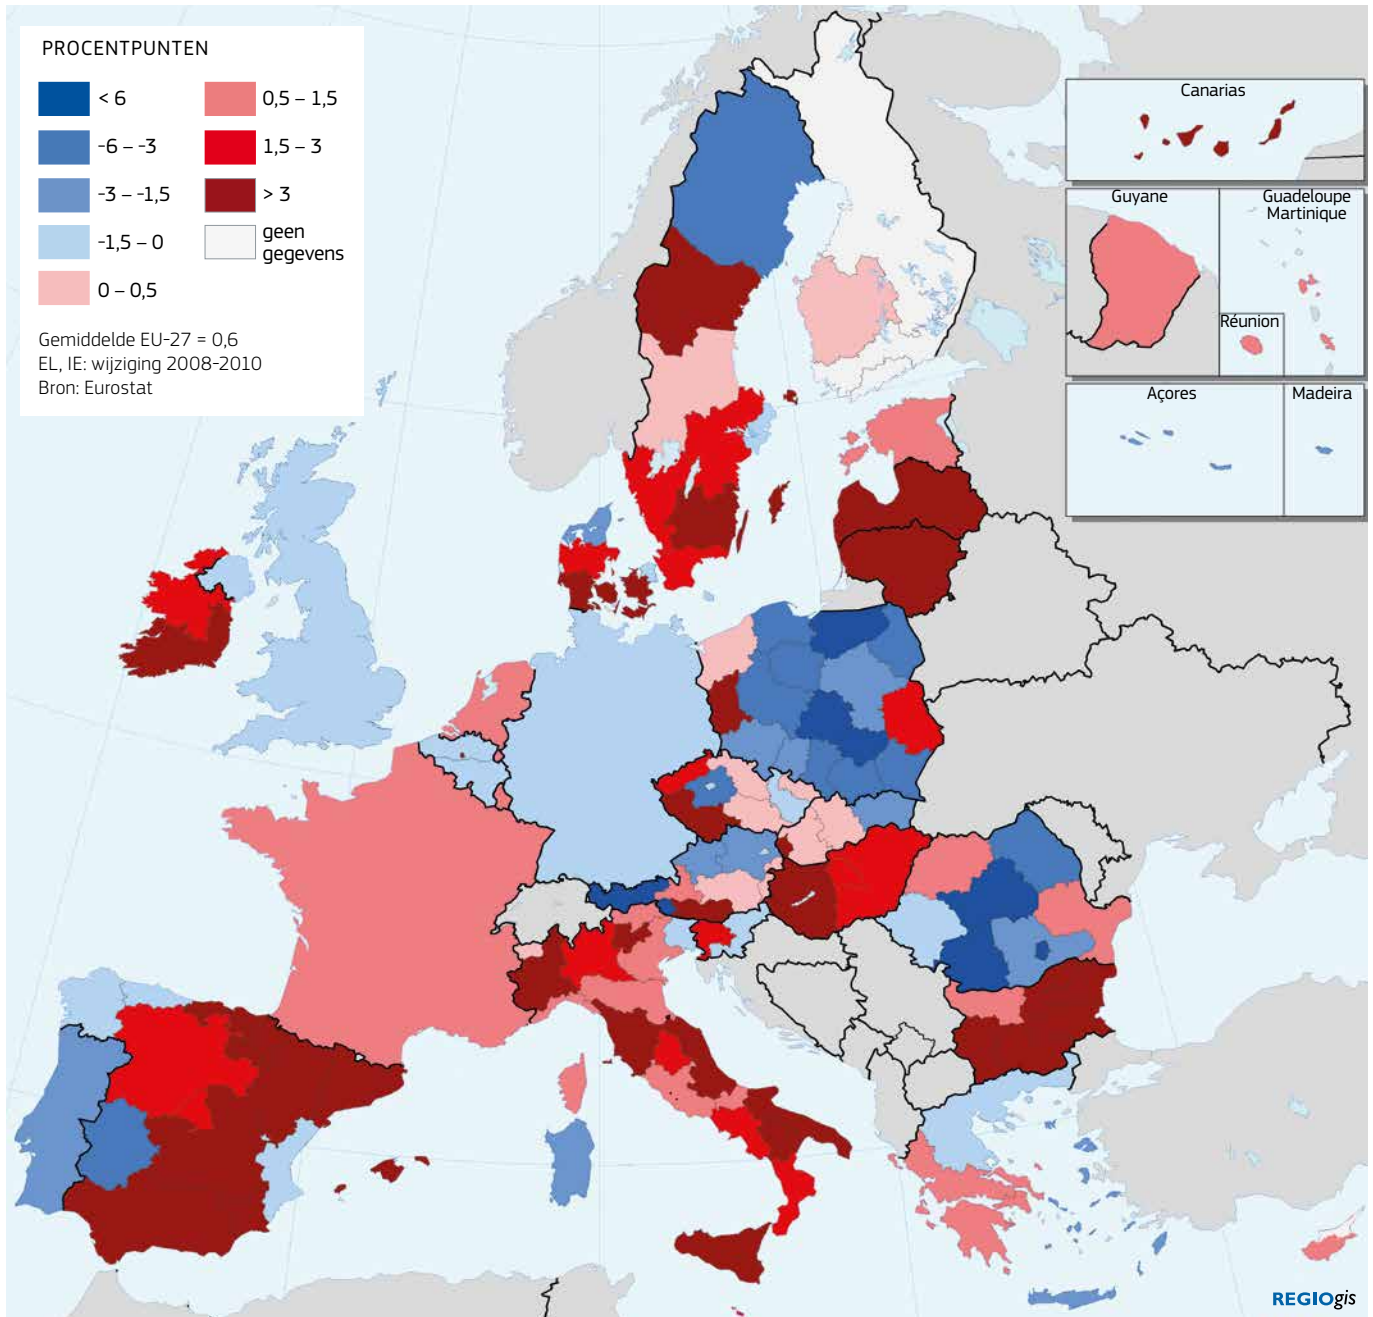 PROCENTPUNTEN
< 6
-6 – -3
-3 – -1,5
-1,5 – 0
0 – 0,5
0,5 – 1,5
1,5 – 3
> 3
geen
gegevens
Gemiddelde EU-27 = 0,6
EL, IE: wijziging 2008-2010
Bron: Eurostat
Canarias
Guyane
Guadeloupe
Martinique
Réunion
Açores
Madeira
REGIOgis